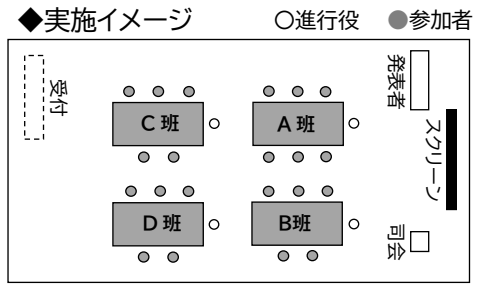 ◆実施イメージ
○進行役 ●参加者
受付
C班
A班
D班
B班
発表者
スクリーン
司会